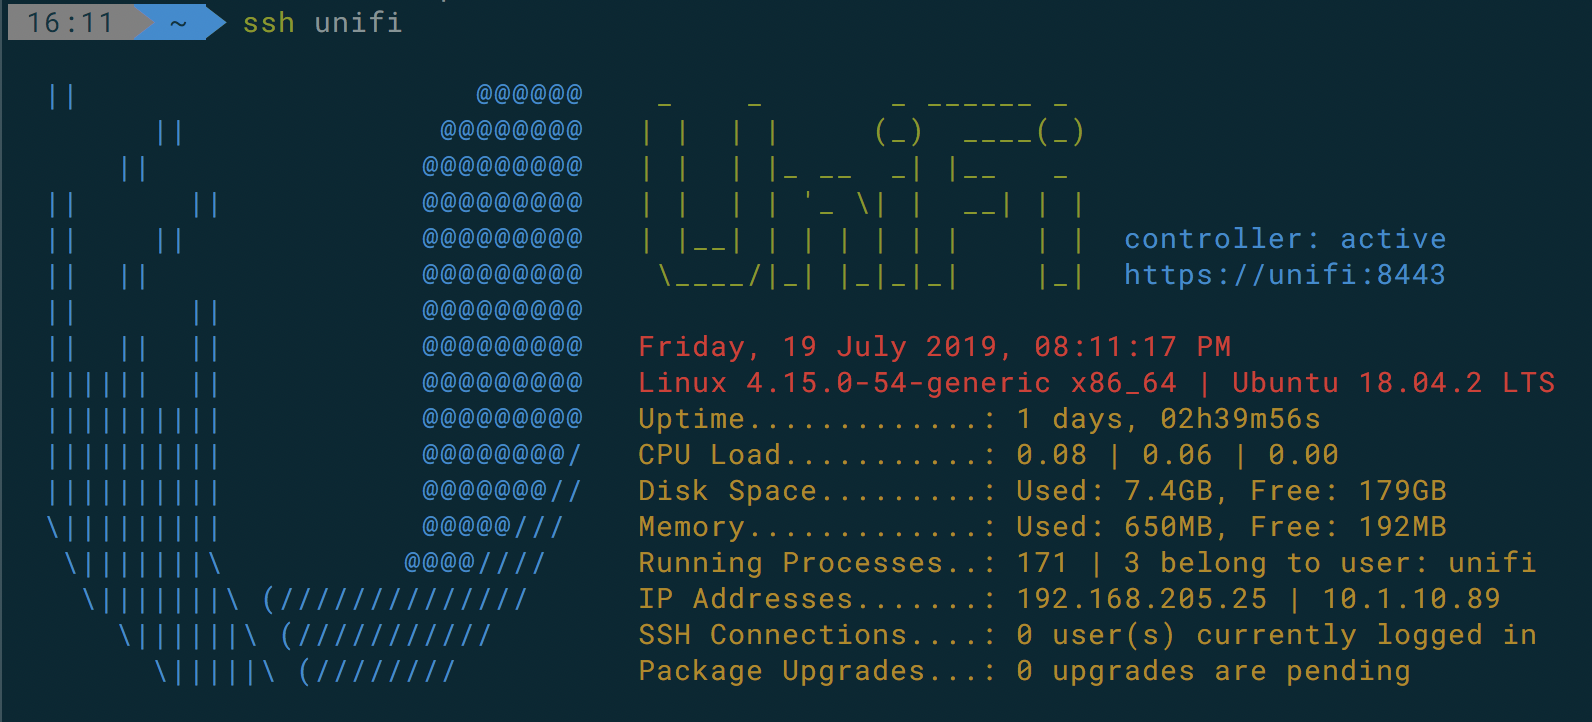 16:11 ~ ssh unifi
UniFi
controller: active
https://unifi:8443
Friday, 19 July 2019, 08:11:17 PM
Linux 4.15.0-54-generic x86_64 | Ubuntu 18.04.2 LTS
Uptime.............: 1 days, 02h39m56s
CPU Load...........: 0.08 | 0.06 | 0.00
Disk Space.........: Used: 7.4GB, Free: 179GB
Memory.............: Used: 650MB, Free: 192MB
Running Processes..: 171 | 3 belong to user: unifi
IP Addresses.......: 192.168.205.25 | 10.1.10.89
SSH Connections....: 0 user(s) currently logged in
Package Upgrades...: 0 upgrades are pending